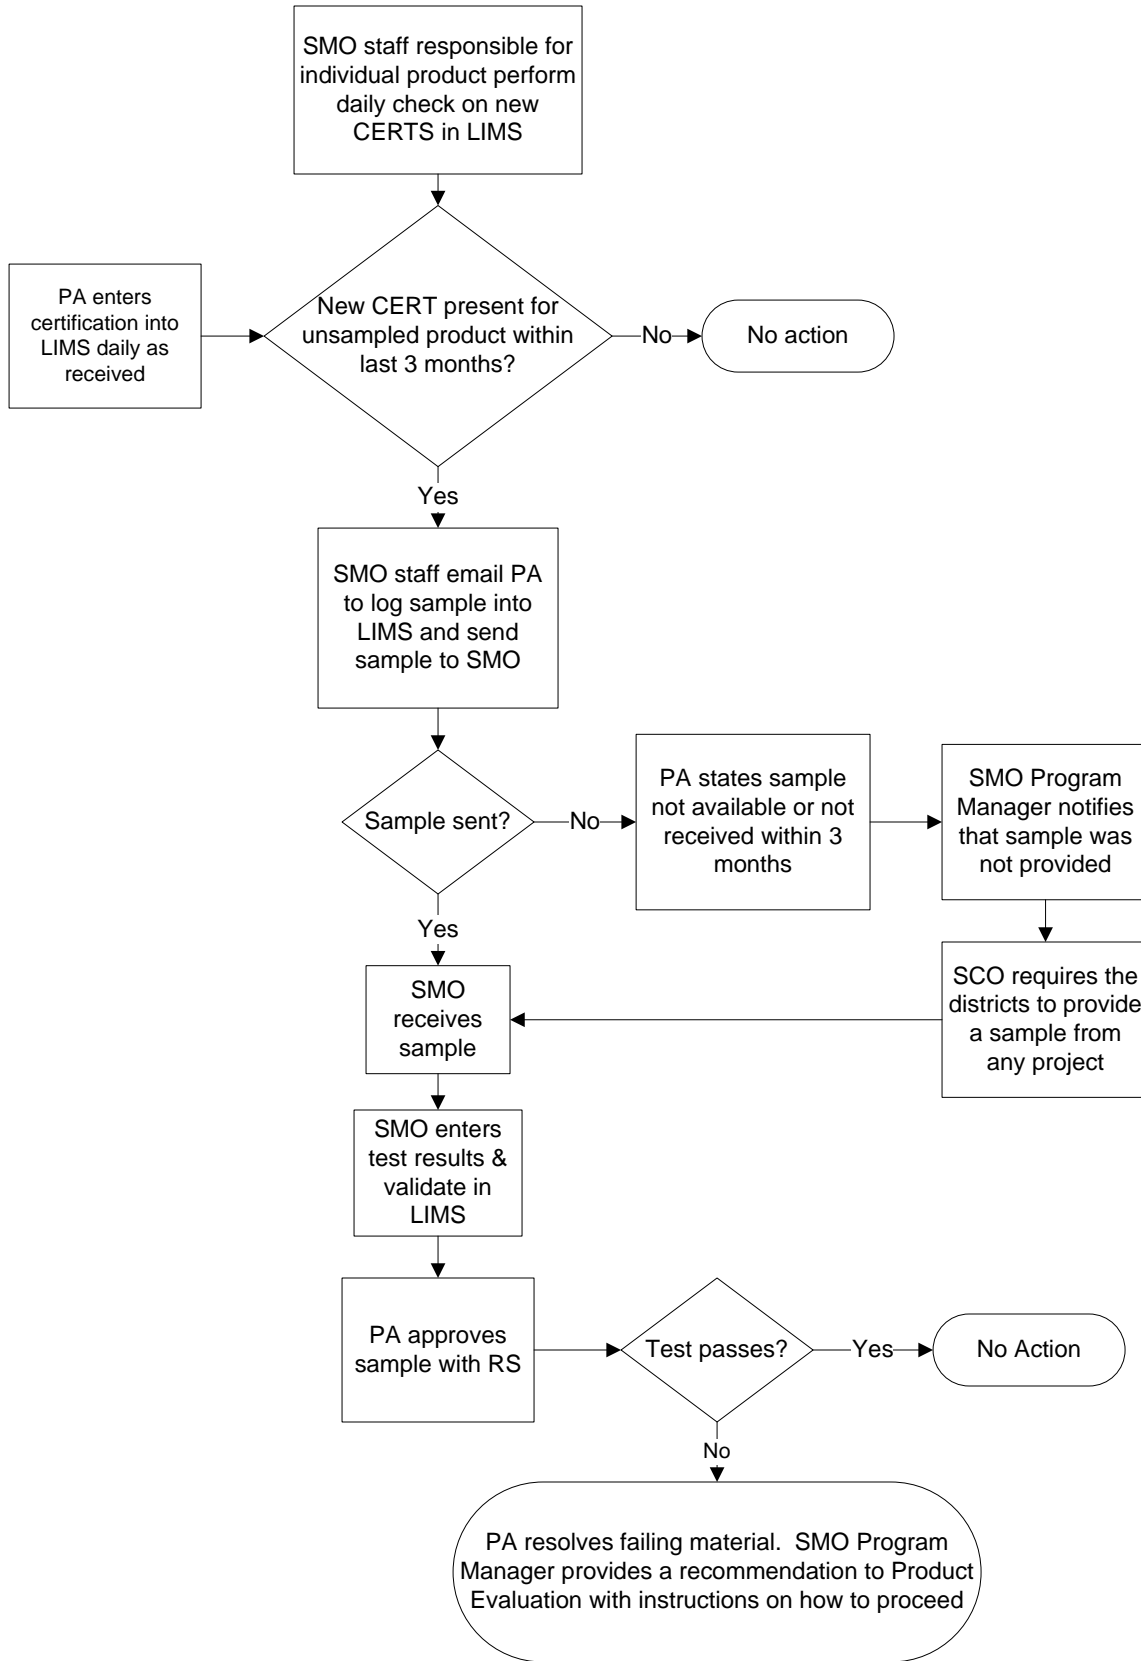 SMO staff responsible for
individual product perform
daily check on new
CERTS in LIMS
PA enters
certification into
LIMS daily as
received
New CERT present for
unsampled product within
last 3 months?
No
No action
Yes
SMO staff email PA
to log sample into
LIMS and send
sample to SMO
Sample sent?
No
PA states sample
not available or not
received within 3
months
SMO Program
Manager notifies
that sample was
not provided
Yes
SMO
receives
sample
SCO requires the
districts to provide
a sample from
any project
SMO enters
test results &
validate in
LIMS
PA approves
sample with RS
Test passes?
Yes
No Action
No
PA resolves failing material.  SMO Program
Manager provides a recommendation to Product
Evaluation with instructions on how to proceed